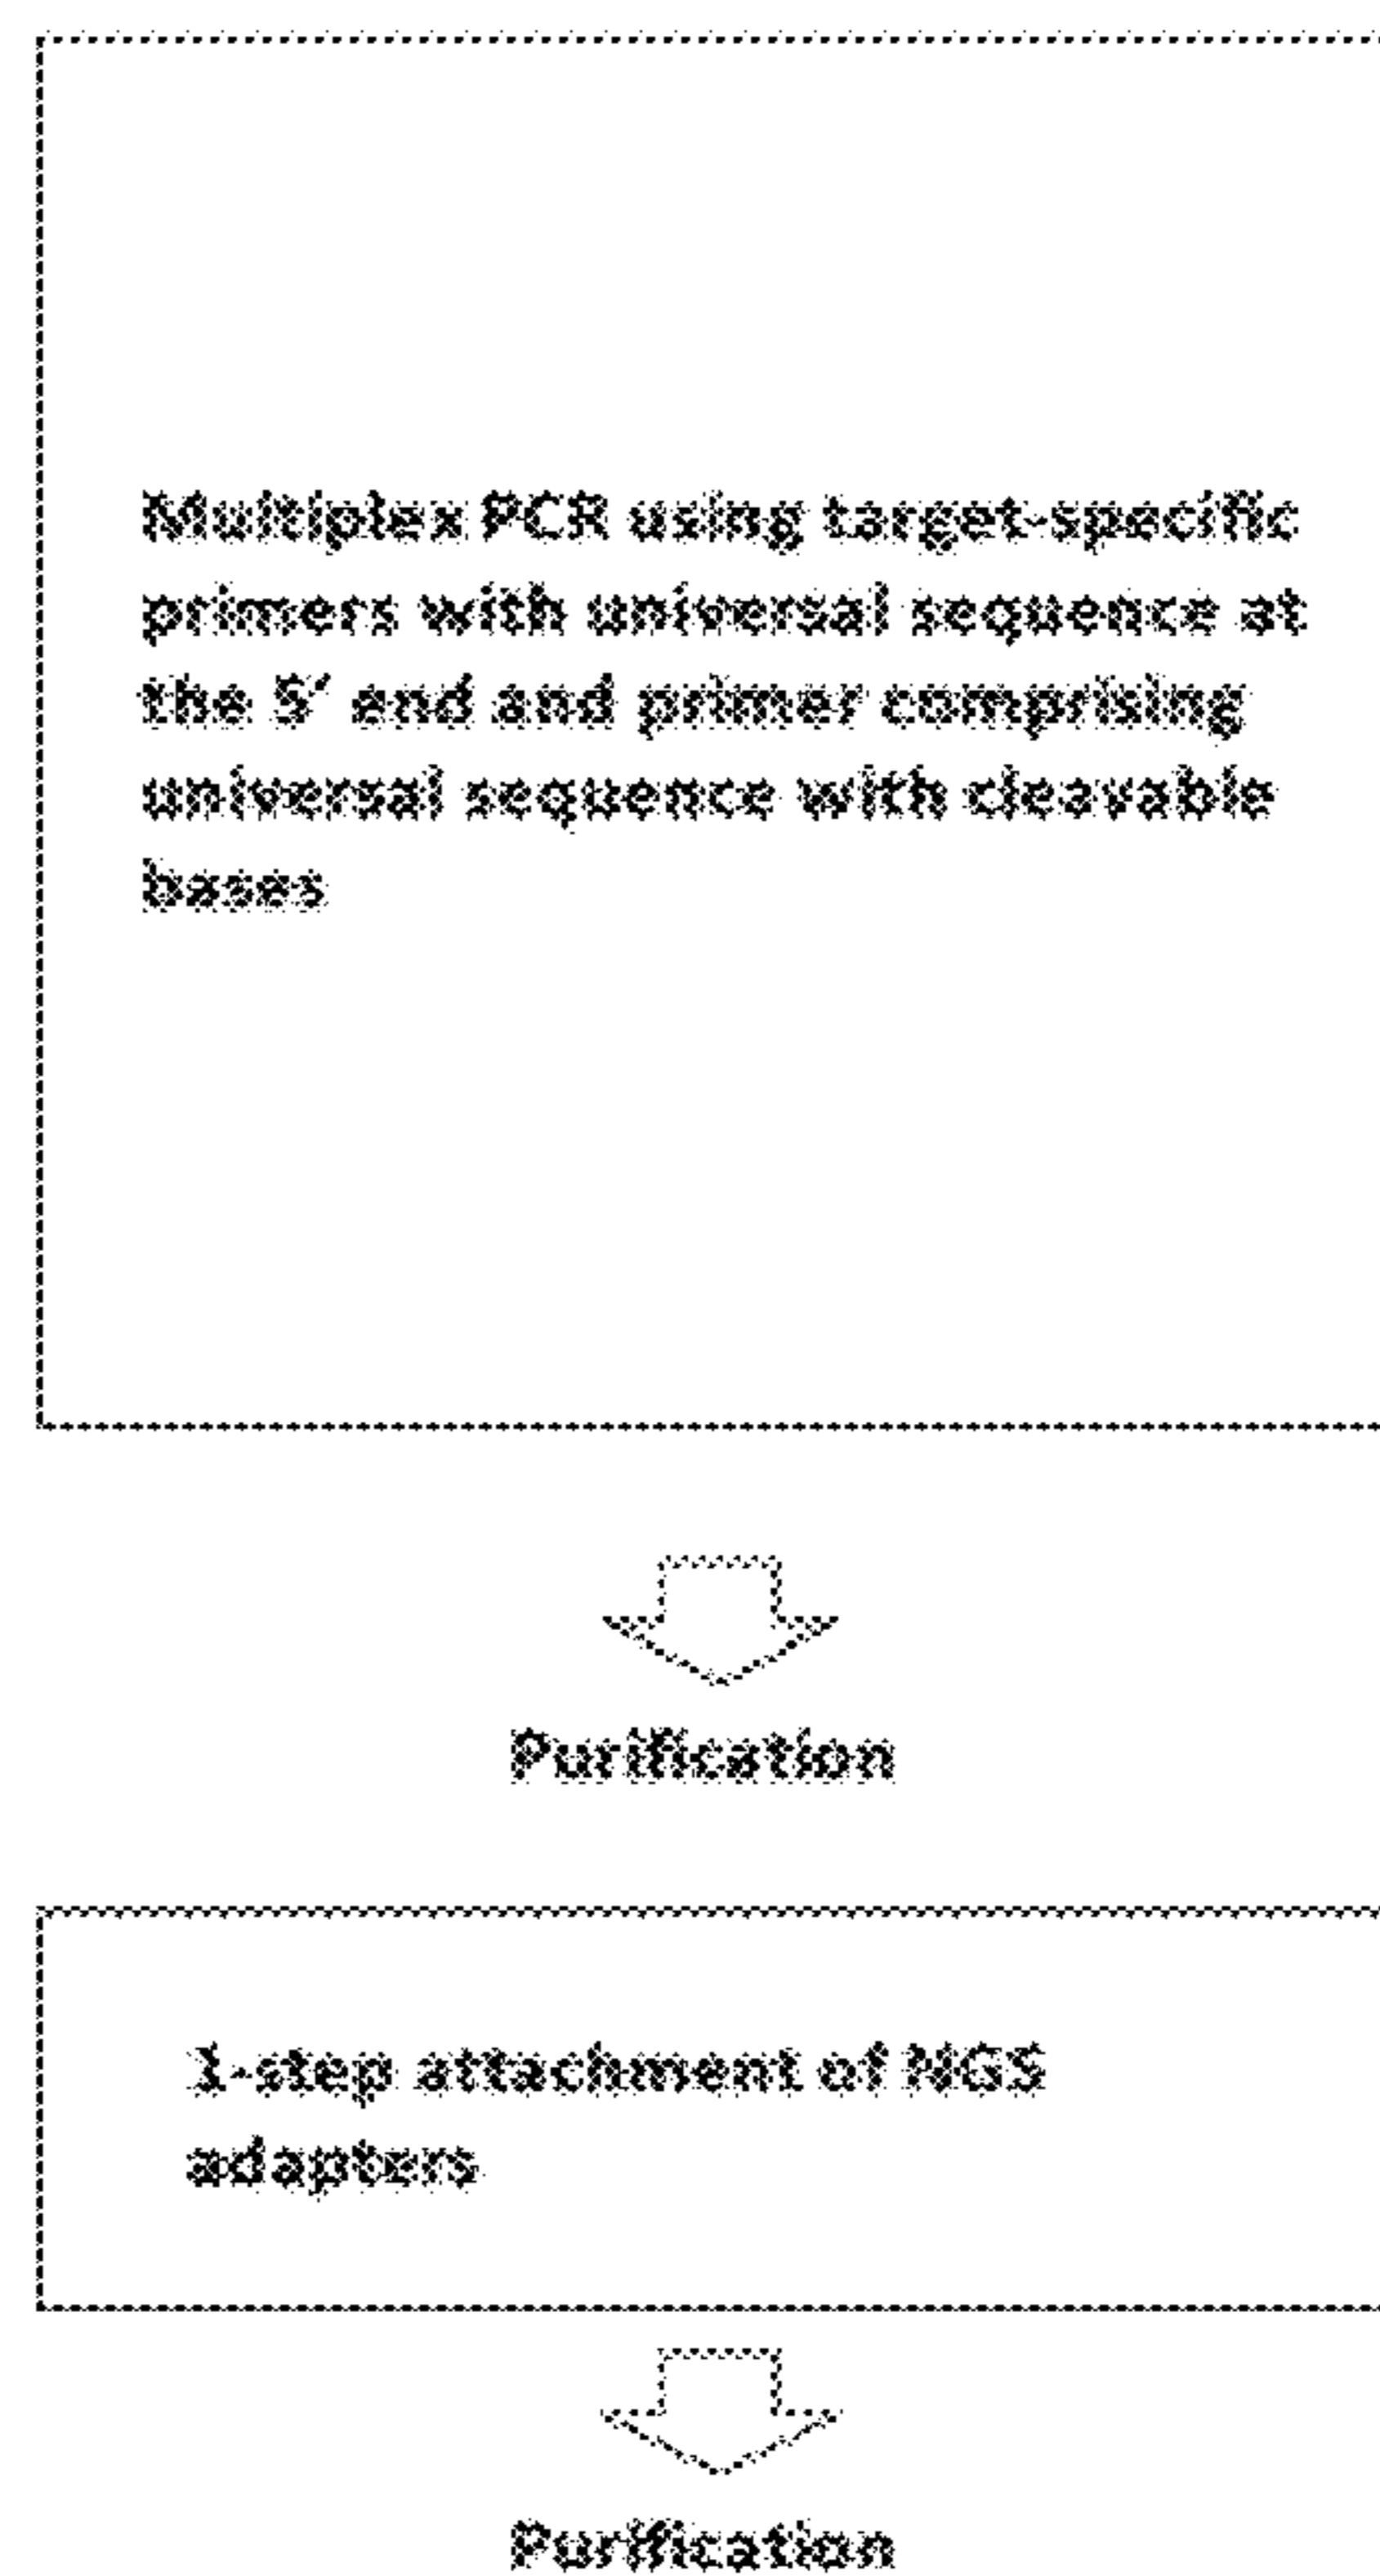 Multiplex PCR using target-specific
primers with universal sequence at
the 5' end and primer comprising
universal sequence with cleavable
bases
Purification
1-step attachment of NGS
adapters
Purification